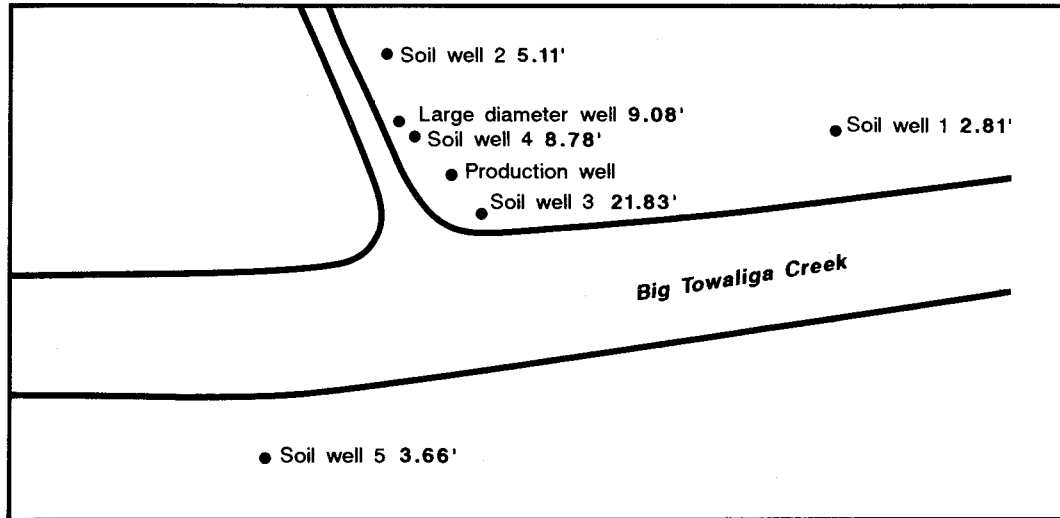 Soil well 2 5.11'
Large diameter well 9.08'
Soil well 4 8.78'
Soil well 1 2.81'
Production well
Soil well 3 21.83'
Big Towaliga Creek
Soil well 5 3.66'